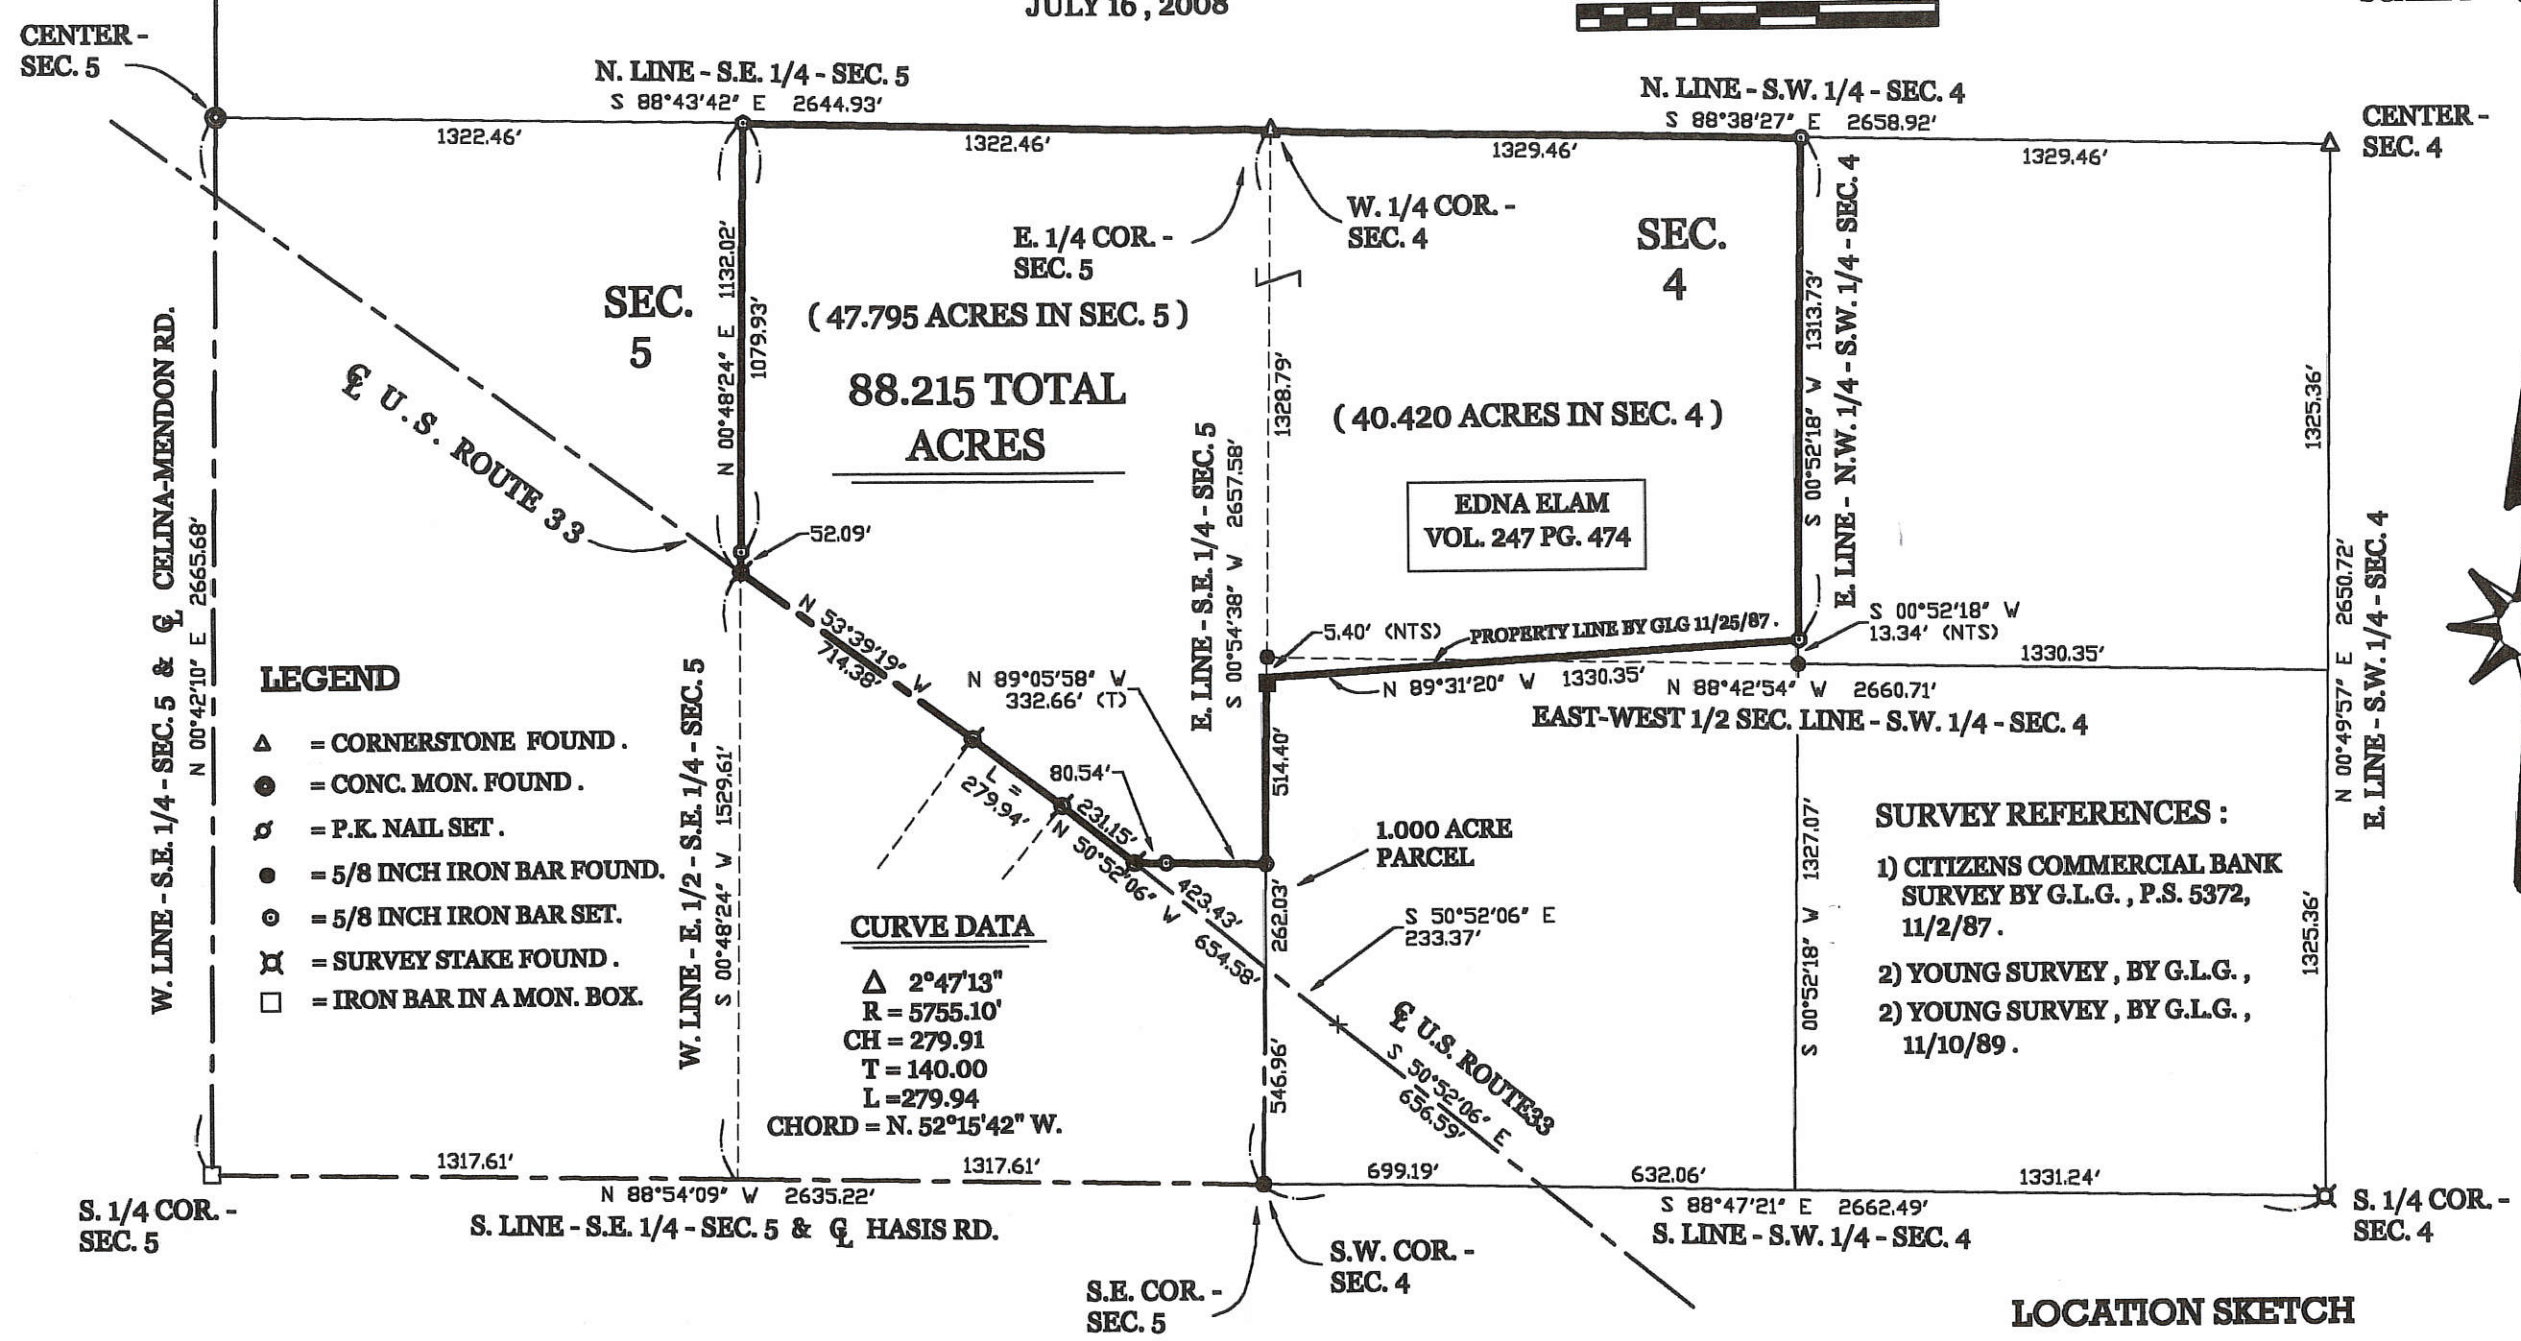 JULY 16, 2008
CENTER -
SEC. 5
N. LINE - S.E. 1/4 - SEC. 5
S 88°43'42" E 2644.93'
1322.46'
1322.46'
N. LINE - S.W. 1/4 - SEC. 4
S 88°38'27" E 2658.92'
1329.46'
1329.46'
CENTER -
SEC. 4
W. 1/4 COR. -
SEC. 4
E. 1/4 COR. -
SEC. 5
SEC.
4
SEC.
5
( 47.795 ACRES IN SEC. 5 )
88.215 TOTAL
ACRES
( 40.420 ACRES IN SEC. 4 )
EDNA ELAM
VOL. 247 PG. 474
N 00°48'24" E 1132.02'
1079.93'
52.09'
℄ U.S. ROUTE 33
W. LINE - S.E. 1/4 - SEC. 5 & ℄ CELINA-MENDON RD.
N 00°42'10" E 2665.68'
1328.79'
E. LINE - S.E. 1/4 - SEC. 5
S 00°54'38" W 2657.58'
S 00°52'18" W 1313.73'
E. LINE - N.W. 1/4 - S.W. 1/4 - SEC. 4
1325.36'
N 00°49'57" E 2650.72'
E. LINE - S.W. 1/4 - SEC. 4
1325.36'
5.40' (NTS)
PROPERTY LINE BY GLG 11/25/87.
S 00°52'18" W
13.34' (NTS)
1330.35'
N 89°31'20" W 1330.35'
N 88°42'54" W 2660.71'
EAST-WEST 1/2 SEC. LINE - S.W. 1/4 - SEC. 4
N 53°39'19" W
714.38'
N 89°05'58" W
332.66' (T)
L =
279.94'
80.54'
231.15'
N 50°52'06" W
423.43'
654.58'
514.40'
262.03'
546.96'
1.000 ACRE
PARCEL
S 50°52'06" E
233.37'
℄ U.S. ROUTE 33
S 50°52'06" E
656.59'
W. LINE - E. 1/2 - S.E. 1/4 - SEC. 5
S 00°48'24" W 1529.61'
S 00°52'18" W 1327.07'
LEGEND
△ = CORNERSTONE FOUND.
= CONC. MON. FOUND.
= P.K. NAIL SET.
● = 5/8 INCH IRON BAR FOUND.
= 5/8 INCH IRON BAR SET.
= SURVEY STAKE FOUND.
□ = IRON BAR IN A MON. BOX.
CURVE DATA
△ 2°47'13"
R = 5755.10'
CH = 279.91
T = 140.00
L =279.94
CHORD = N. 52°15'42" W.
SURVEY REFERENCES :
1) CITIZENS COMMERCIAL BANK
SURVEY BY G.L.G., P.S. 5372,
11/2/87.
2) YOUNG SURVEY, BY G.L.G.,
2) YOUNG SURVEY, BY G.L.G.,
11/10/89.
1317.61'
1317.61'
N 88°54'09" W 2635.22'
S. LINE - S.E. 1/4 - SEC. 5 & ℄ HASIS RD.
699.19'
632.06'
1331.24'
S 88°47'21" E 2662.49'
S. LINE - S.W. 1/4 - SEC. 4
S. 1/4 COR. -
SEC. 5
S. 1/4 COR. -
SEC. 4
S.W. COR. -
SEC. 4
S.E. COR. -
SEC. 5
LOCATION SKETCH